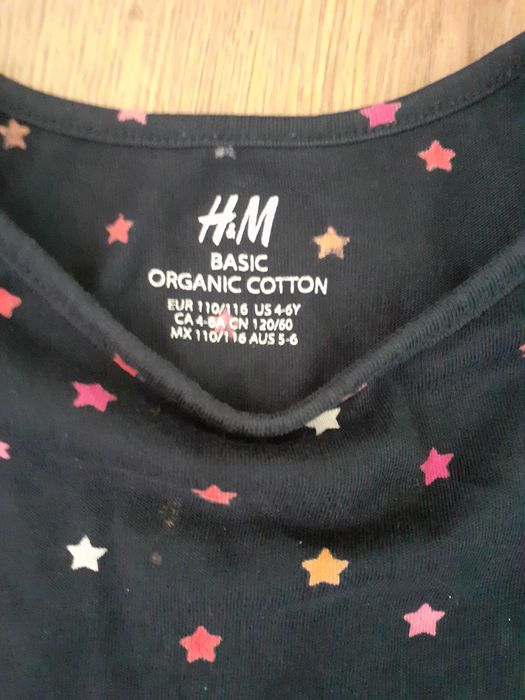 H&M
BASIC
ORGANIC COTTON
EUR 110/116 US 4-6Y
CA 4-6A CN 120/60
MX 110/116 AUS 5-6